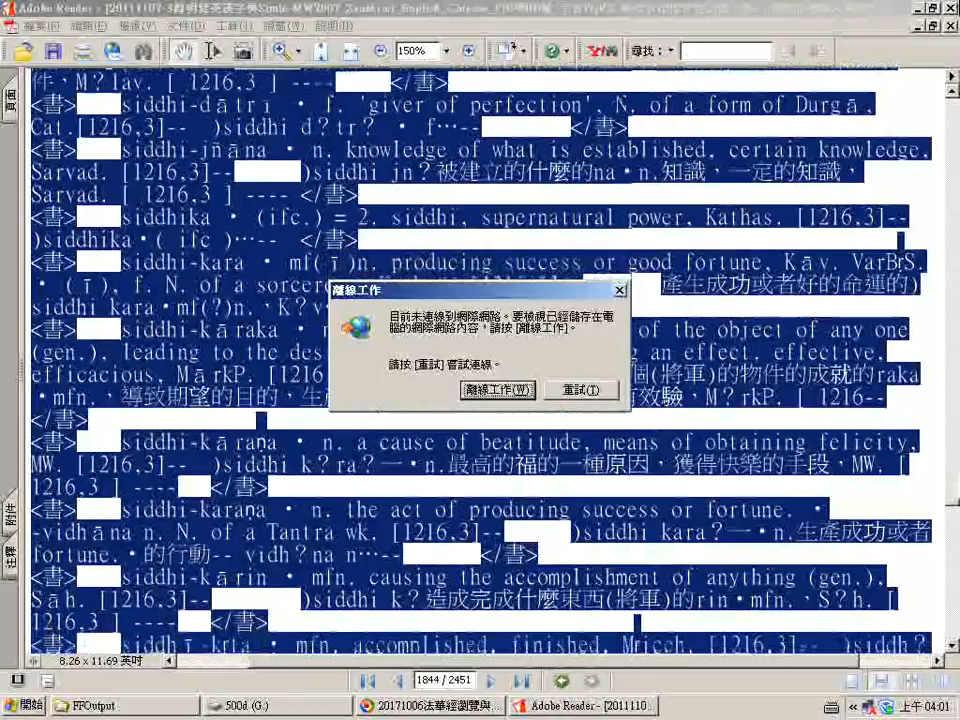 Adobe Reader
150%
尋找：
頁面
件，M?lav. [ 1216,3 ] ---- </書>
<書> siddhi-dātrī • f. 'giver of perfection', N. of a form of Durgā,
Cat.[1216,3]-- )siddhi d?tr? • f…-- </書>
<書> siddhi-jñāna • n. knowledge of what is established, certain knowledge,
Sarvad. [1216,3]-- )siddhi jn？被建立的什麼的na•n.知識，一定的知識，
Sarvad. [ 1216,3 ] ---- </書>
<書> siddhika • (ifc.) = 2. siddhi, supernatural power, Kathas. [1216,3]--
)siddhika•( ifc )…-- </書>
<書> siddhi-kara • mf(ī)n. producing success or good fortune, Kāv. VarBrS.
• (ī), f. N. of a sorcer
產生成功或者好的命運的)
siddhi kara•mf(?)n., K?v
<書> siddhi-kāraka •
of the object of any one
(gen.), leading to the des
ng an effect, effective,
efficacious, MārkP. [1216
個(將軍)的物件的成就的raka
•mfn.，導致期望的目的，生
有效驗，M?rkP. [ 1216--
</書>
<書> siddhi-kāraṇa • n. a cause of beatitude, means of obtaining felicity,
MW. [1216,3]-- )siddhi k?ra?一•n.最高的福的一種原因，獲得快樂的手段，MW. [
1216,3 ] ---- </書>
<書> siddhi-karaṇa • n. the act of producing success or fortune. •
-vidhāna n. N. of a Tantra wk. [1216,3]-- )siddhi kara?一•n.生產成功或者
fortune.•的行動-- vidh?na n…-- </書>
<書> siddhi-kārin • mfn. causing the accomplishment of anything (gen.),
Sāh. [1216,3]-- )siddhi k?造成完成什麼東西(將軍)的rin•mfn.，S?h. [
1216,3 ] ---- </書>
離線工作
目前未連線到網際網路。要檢視已經儲存在電
腦的網際網路內容，請按 [離線工作]。
請按 [重試] 嘗試連線。
離線工作(W)
重試(T)
附件
注釋
8.26 x 11.69 英吋
1844 / 2451
開始
FFOutput
500d (G:)
20171006法華經瀏覽與...
Adobe Reader - [2011110...
上午 04:01